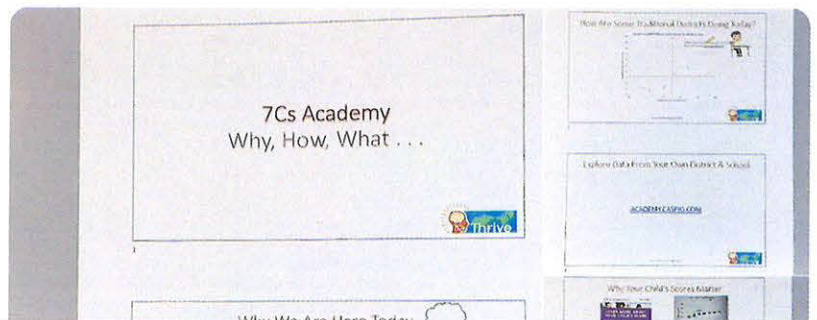 7Cs Academy
Why, How, What . . .
Thrive
1
Why We Are Here Today
How Are Some Traditional Districts Doing Today?
Explore Data From Your Own District & School
ACADEMY.CASPIO.COM
Why Your Child's Scores Matter